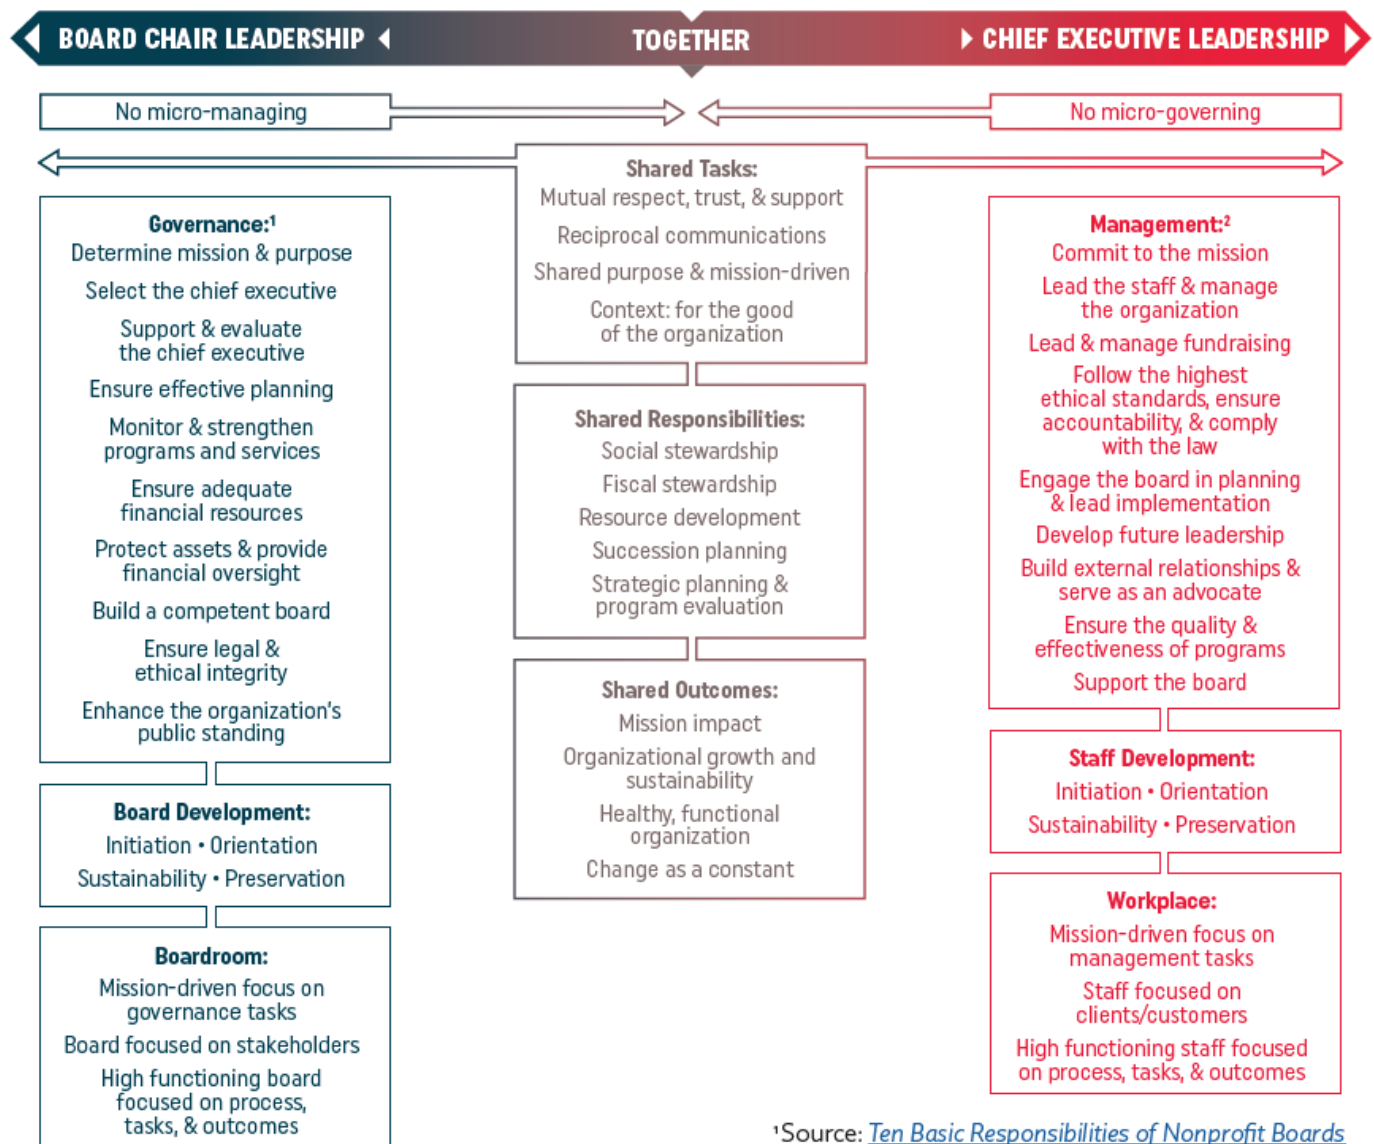 BOARD CHAIR LEADERSHIP
TOGETHER
CHIEF EXECUTIVE LEADERSHIP
No micro-managing
No micro-governing
Governance:¹
Determine mission & purpose
Select the chief executive
Support & evaluate
the chief executive
Ensure effective planning
Monitor & strengthen
programs and services
Ensure adequate
financial resources
Protect assets & provide
financial oversight
Build a competent board
Ensure legal &
ethical integrity
Enhance the organization's
public standing
Board Development:
Initiation • Orientation
Sustainability • Preservation
Boardroom:
Mission-driven focus on
governance tasks
Board focused on stakeholders
High functioning board
focused on process,
tasks, & outcomes
Shared Tasks:
Mutual respect, trust, & support
Reciprocal communications
Shared purpose & mission-driven
Context: for the good
of the organization
Shared Responsibilities:
Social stewardship
Fiscal stewardship
Resource development
Succession planning
Strategic planning &
program evaluation
Shared Outcomes:
Mission impact
Organizational growth and
sustainability
Healthy, functional
organization
Change as a constant
Management:²
Commit to the mission
Lead the staff & manage
the organization
Lead & manage fundraising
Follow the highest
ethical standards, ensure
accountability, & comply
with the law
Engage the board in planning
& lead implementation
Develop future leadership
Build external relationships &
serve as an advocate
Ensure the quality &
effectiveness of programs
Support the board
Staff Development:
Initiation • Orientation
Sustainability • Preservation
Workplace:
Mission-driven focus on
management tasks
Staff focused on
clients/customers
High functioning staff focused
on process, tasks, & outcomes
¹Source: Ten Basic Responsibilities of Nonprofit Boards